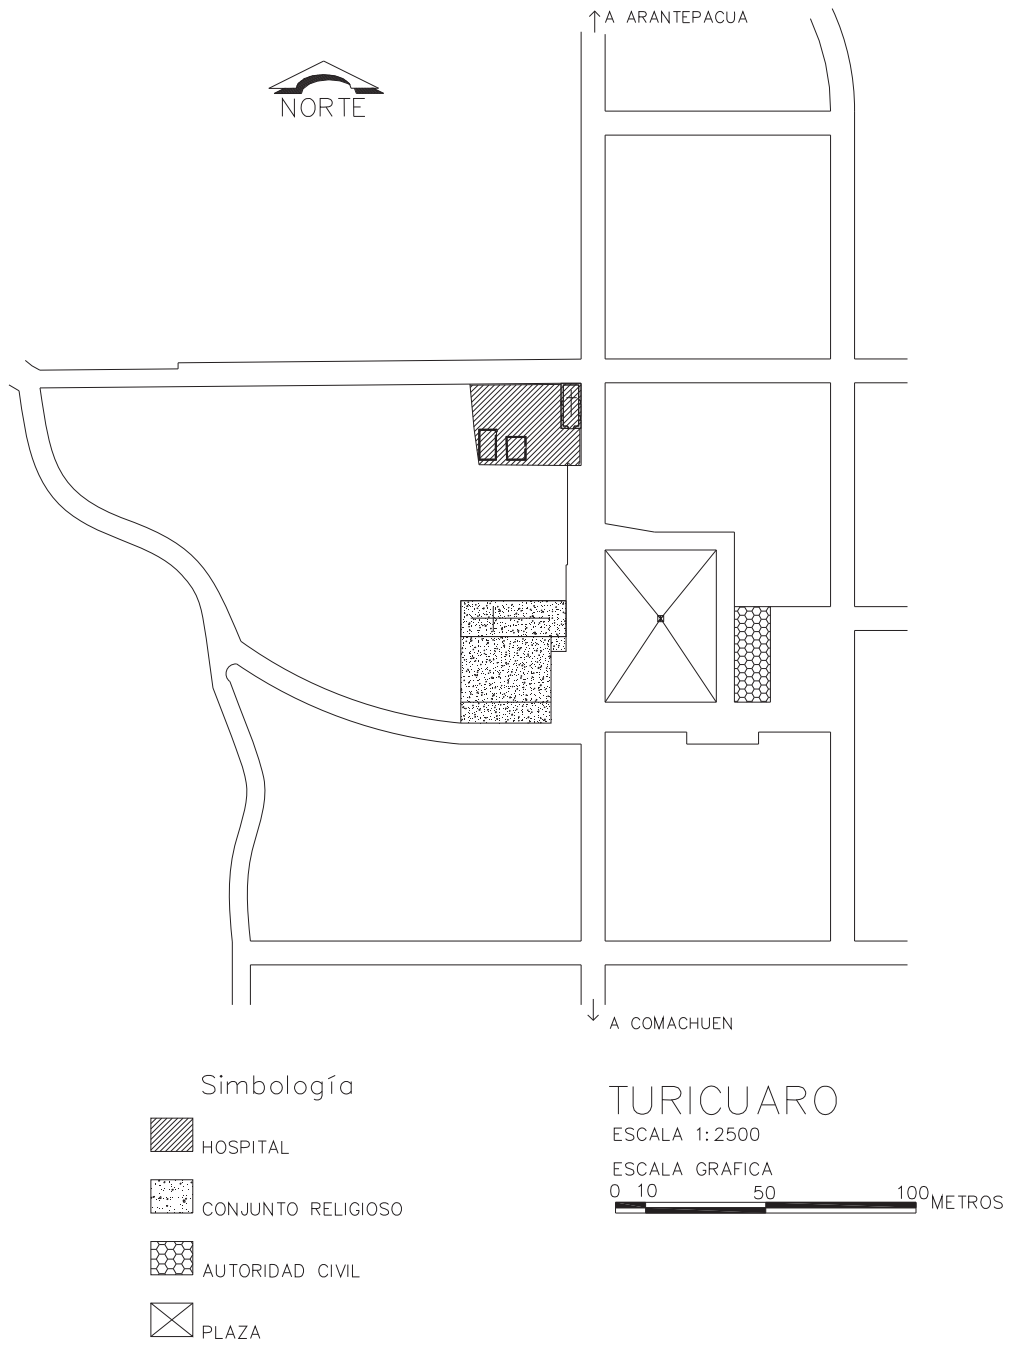 A ARANTEPACUA
NORTE
A COMACHUEN
Simbología
HOSPITAL
CONJUNTO RELIGIOSO
AUTORIDAD CIVIL
PLAZA
TURICUARO
ESCALA 1:2500
ESCALA GRAFICA
0 10 50 100 METROS